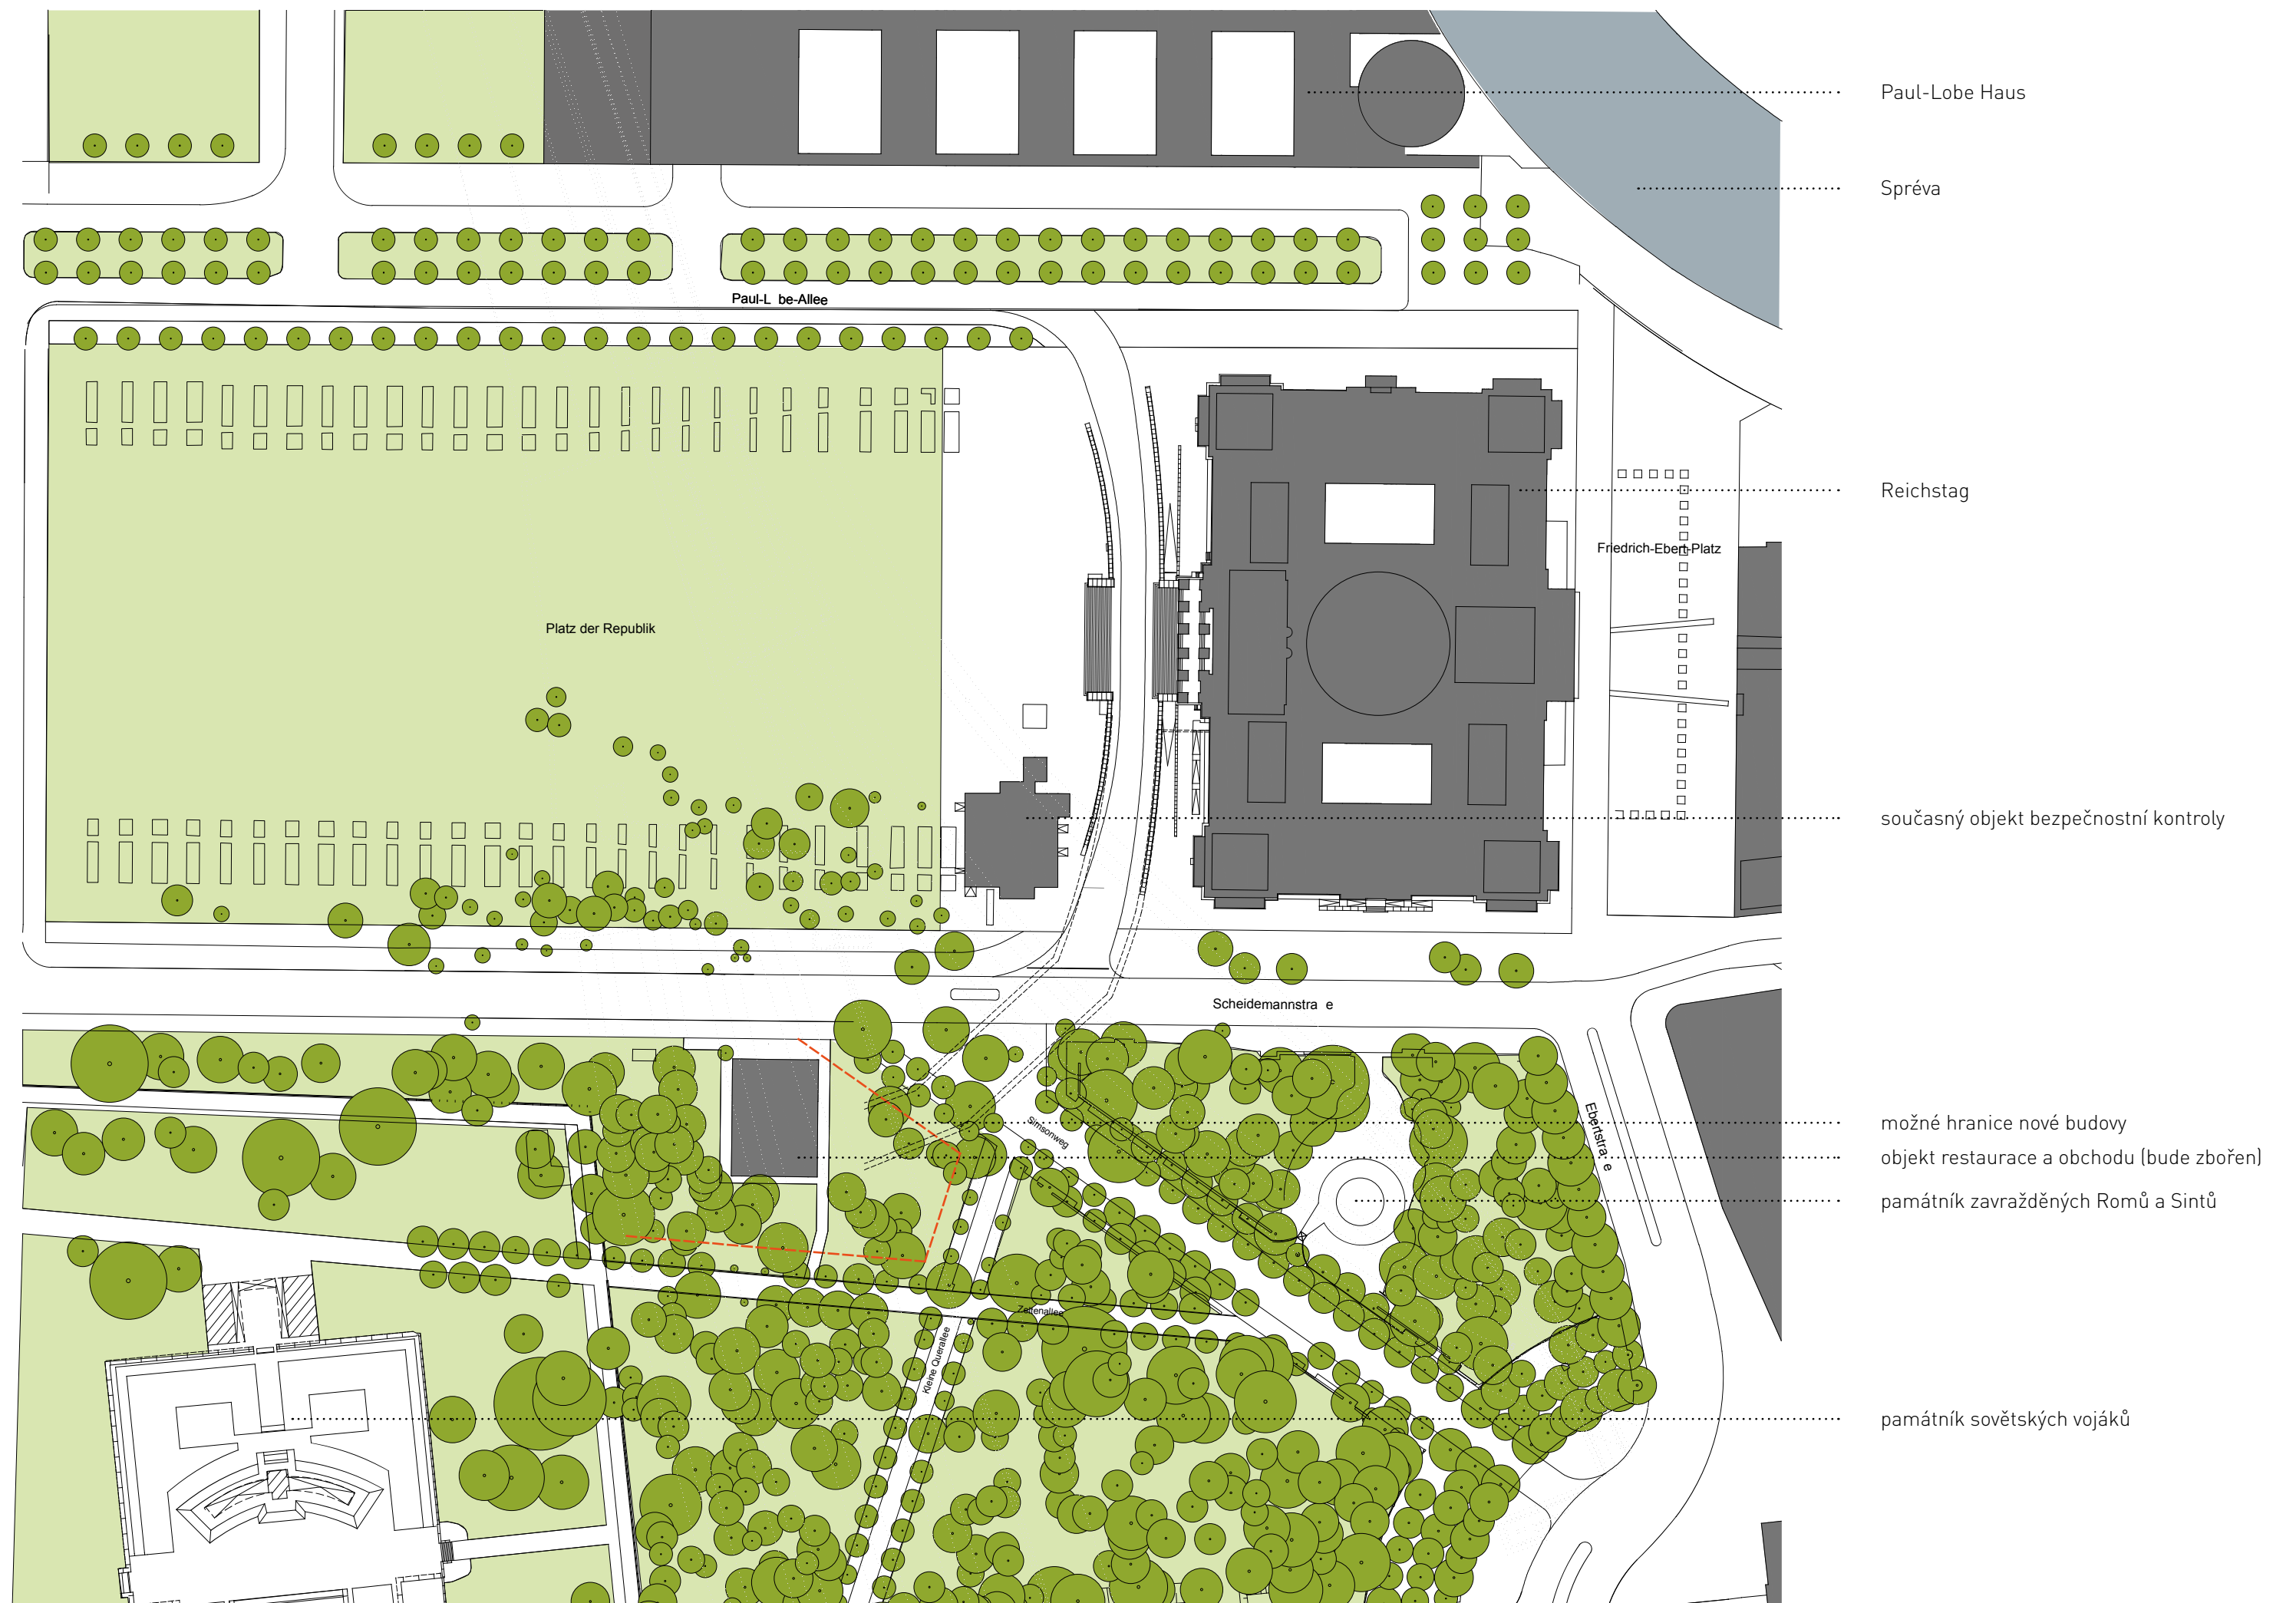 Paul-Lobe Haus
Spréva
Paul-L be-Allee
Reichstag
Friedrich-Ebert-Platz
Platz der Republik
současný objekt bezpečnostní kontroly
Scheidemannstra e
Simsonweg
Ebertstra e
možné hranice nové budovy
objekt restaurace a obchodu (bude zbořen)
památník zavražděných Romů a Sintů
Zeltenallee
Kleine Querallee
památník sovětských vojáků